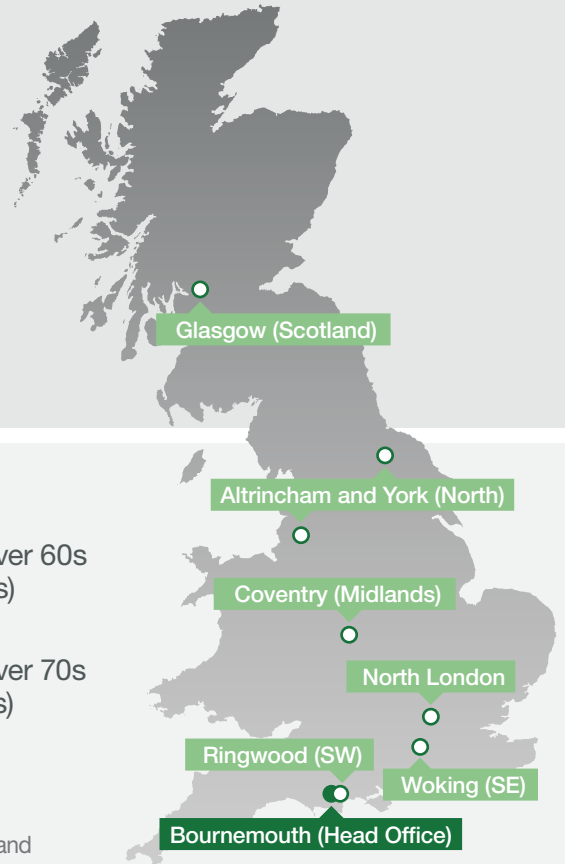 Glasgow (Scotland)
Altrincham and York (North)
ver 60s
s)
Coventry (Midlands)
ver 70s
s)
North London
Ringwood (SW)
Woking (SE)
Bournemouth (Head Office)
and